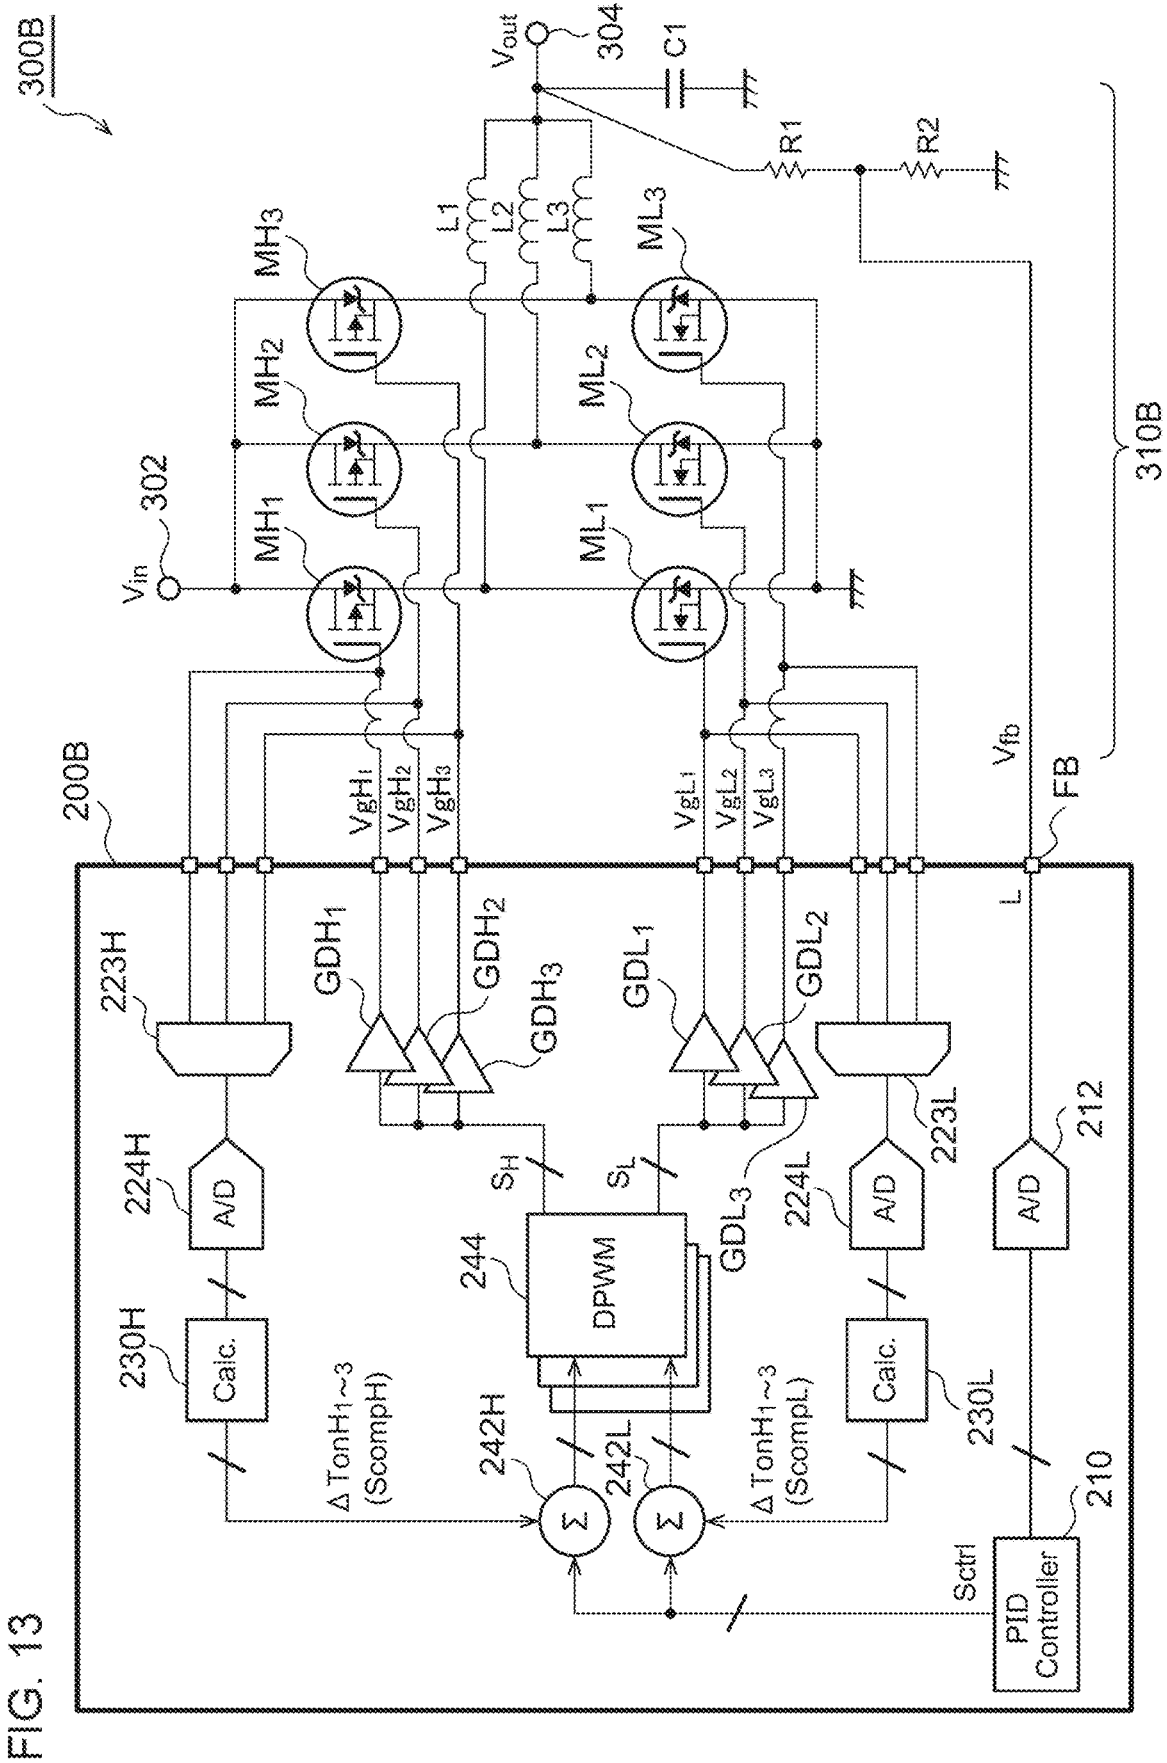 FIG. 13
300B
200B
Vin
302
MH1
MH2
MH3
Vout
304
C1
L1
L2
L3
R1
R2
ML1
ML2
ML3
310B
VgH1
VgH2
VgH3
VgL1
VgL2
VgL3
Vfb
FB
L
223H
224H
A/D
230H
Calc.
Δ TonH1~3
(ScompH)
GDH1
GDH2
GDH3
SH
SL
244
DPWM
GDL1
GDL2
GDL3
242H
Σ
242L
Σ
Δ TonH1~3
(ScompL)
223L
224L
A/D
Calc.
230L
212
A/D
210
Sctrl
PID
Controller